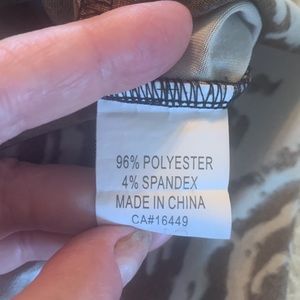 96% POLYESTER
4% SPANDEX
MADE IN CHINA
CA#16449